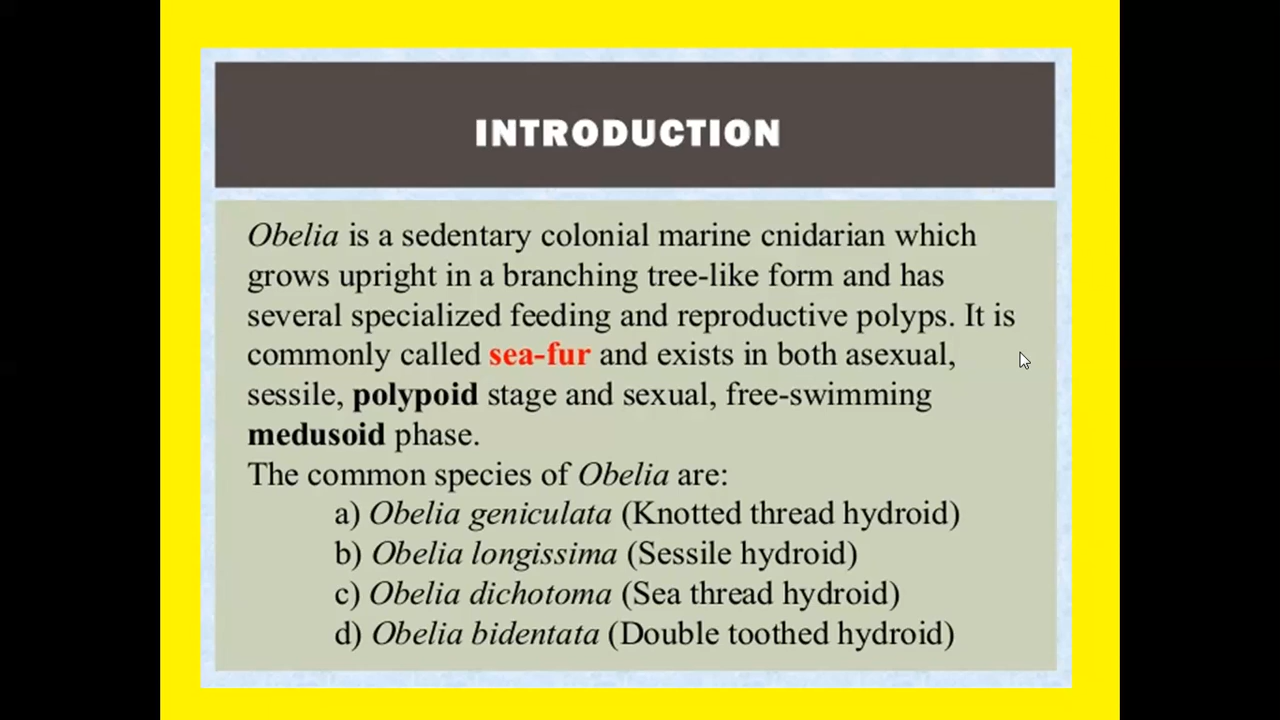 INTRODUCTION
Obelia is a sedentary colonial marine cnidarian which
grows upright in a branching tree-like form and has
several specialized feeding and reproductive polyps. It is
commonly called sea-fur and exists in both asexual,
sessile, polypoid stage and sexual, free-swimming
medusoid phase.
The common species of Obelia are:
a) Obelia geniculata (Knotted thread hydroid)
b) Obelia longissima (Sessile hydroid)
c) Obelia dichotoma (Sea thread hydroid)
d) Obelia bidentata (Double toothed hydroid)